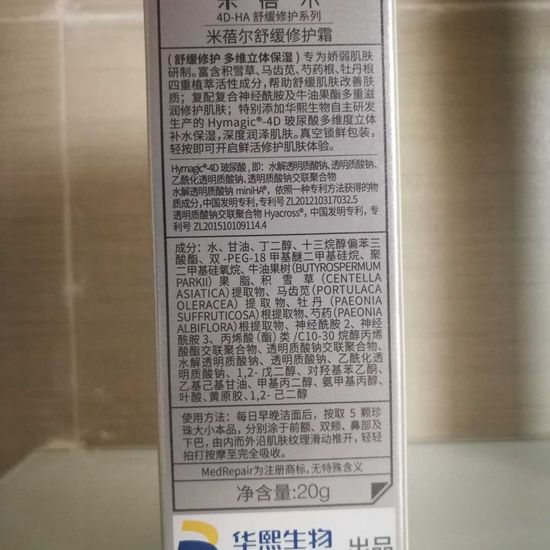 米蓓尔
4D-HA 舒缓修护系列
米蓓尔舒缓修护霜
(舒缓修护 多维立体保湿) 专为娇弱肌肤
研制。富含积雪草、马齿苋、芍药根、牡丹根
四重植萃活性成分，帮助舒缓肌肤改善肤
质；复配复合神经酰胺及牛油果酯多重滋
润修护肌肤；特别添加华熙生物自主研发
生产的 Hymagic®-4D 玻尿酸多维度立体
补水保湿，深度润泽肌肤。真空锁鲜包装，
轻按即可开启鲜活修护肌肤体验。
Hymagic®-4D 玻尿酸，即：水解透明质酸钠、透明质酸钠、
乙酰化透明质酸钠、透明质酸钠交联聚合物
水解透明质酸钠 miniHA®，依照一种专利方法获得的物
质成分，中国发明专利，专利号 ZL201210317032.5
透明质酸钠交联聚合物 Hyacross®，中国发明专利，专
利号 ZL201510109114.4
成分：水、甘油、丁二醇、十三烷醇偏苯三
酸酯、双 -PEG-18 甲基醚二甲基硅烷、聚
二甲基硅氧烷、牛油果树 (BUTYROSPERMUM
PARKII) 果脂、积雪草 (CENTELLA
ASIATICA) 提取物、马齿苋 (PORTULACA
OLERACEA) 提取物、牡丹 (PAEONIA
SUFFRUTICOSA) 根提取物、芍药 (PAEONIA
ALBIFLORA) 根提取物、神经酰胺 2、神经
酰胺 3、丙烯酸 (酯) 类 /C10-30 烷醇丙烯
酸酯交联聚合物、透明质酸钠交联聚合物、
水解透明质酸钠、透明质酸钠、乙酰化透
明质酸钠、1,2- 戊二醇、对羟基苯乙酮、
乙基己基甘油、甲基丙二醇、氨甲基丙醇、
叶酸、黄原胶、1,2- 己二醇
使用方法：每日早晚洁面后，按取 5 颗珍
珠大小本品，分别涂于前额、双颊、鼻部及
下巴，由内而外沿肌肤纹理滑动推开，轻轻
拍打按摩至完全吸收。
MedRepair为注册商标，无特殊含义
净含量:20g
华熙生物 出品